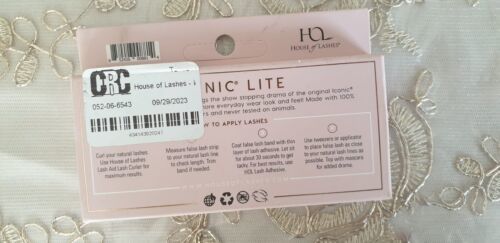 HOL
HOUSE OF LASHES®
CRC
House of Lashes -
052-06-6543 09/29/2023
NIC® LITE
gs the show stopping drama of the original Iconic®
more everyday wear look and feel! Made with 100%
ers and never tested on animals.
W TO APPLY LASHES
Curl your natural lashes.
Use House of Lashes
Lash Aid Lash Curler for
maximum results.
Measure false lash strip
to your natural lash line
to check length. Trim
band if needed.
Coat false lash band with thin
layer of lash adhesive. Let sit
for about 30 seconds to get
tacky. For best results, use
HOL Lash Adhesive.
Use tweezers or applicator
to place false lash as close
to your natural lash lines as
possible. Top with mascara
for added drama.